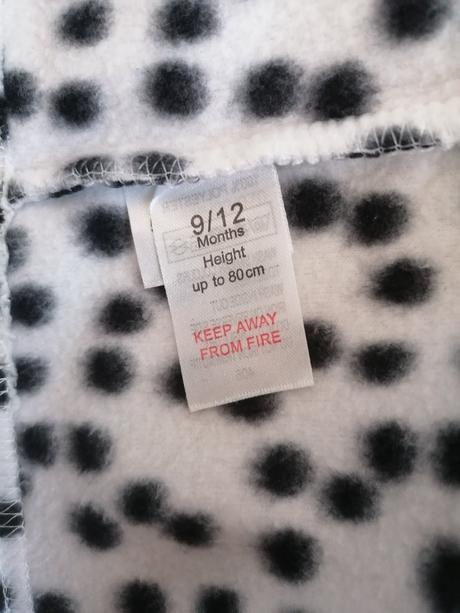 9/12
Months
Height
up to 80cm
KEEP AWAY
FROM FIRE